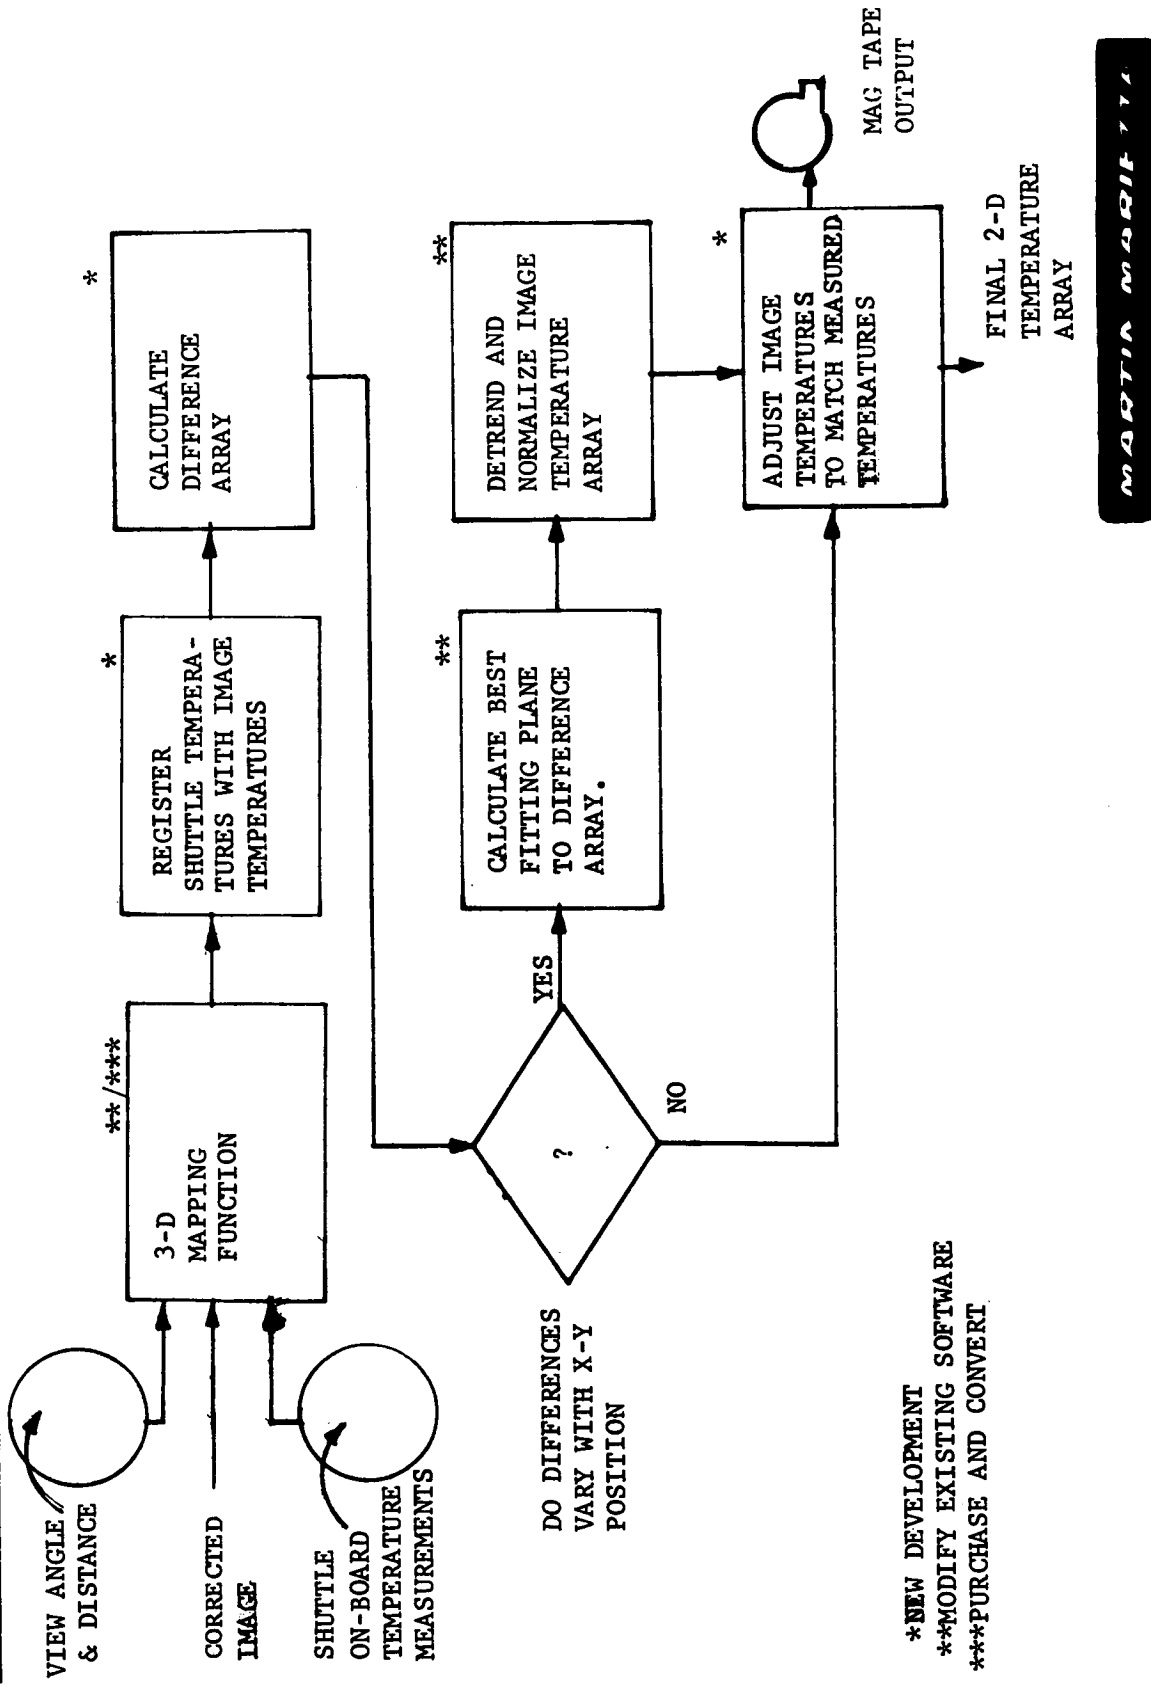 VIEW ANGLE
& DISTANCE
CORRECTED
IMAGE
SHUTTLE
ON-BOARD
TEMPERATURE
MEASUREMENTS
**/***
3-D
MAPPING
FUNCTION
*
REGISTER
SHUTTLE TEMPERA-
TURES WITH IMAGE
TEMPERATURES
*
CALCULATE
DIFFERENCE
ARRAY
DO DIFFERENCES
VARY WITH X-Y
POSITION
?
YES
NO
**
CALCULATE BEST
FITTING PLANE
TO DIFFERENCE
ARRAY.
**
DETREND AND
NORMALIZE IMAGE
TEMPERATURE
ARRAY
*
ADJUST IMAGE
TEMPERATURES
TO MATCH MEASURED
TEMPERATURES
MAG TAPE
OUTPUT
FINAL 2-D
TEMPERATURE
ARRAY
*NEW DEVELOPMENT
**MODIFY EXISTING SOFTWARE
***PURCHASE AND CONVERT
MARTIN MARIETTA